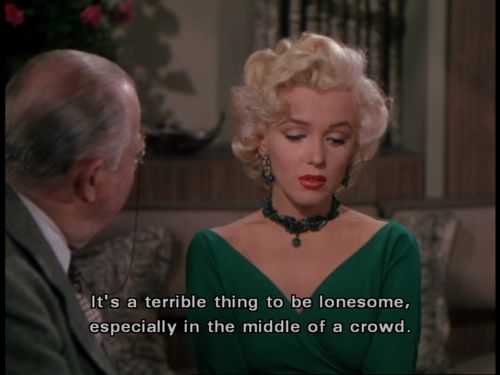 It's a terrible thing to be lonesome,
especially in the middle of a crowd.